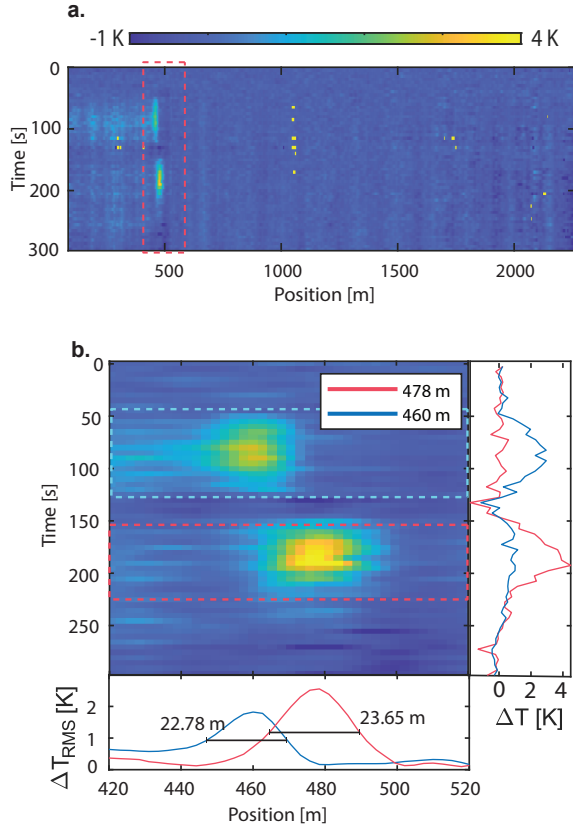 a.
-1 K
4 K
0
100
200
300
Time [s]
500
1000
1500
2000
Position [m]
b.
478 m
460 m
0
50
100
150
200
250
Time [s]
0 2 4
ΔT [K]
22.78 m
23.65 m
2
1
0
ΔT RMS [K]
420 440 460 480 500 520
Position [m]